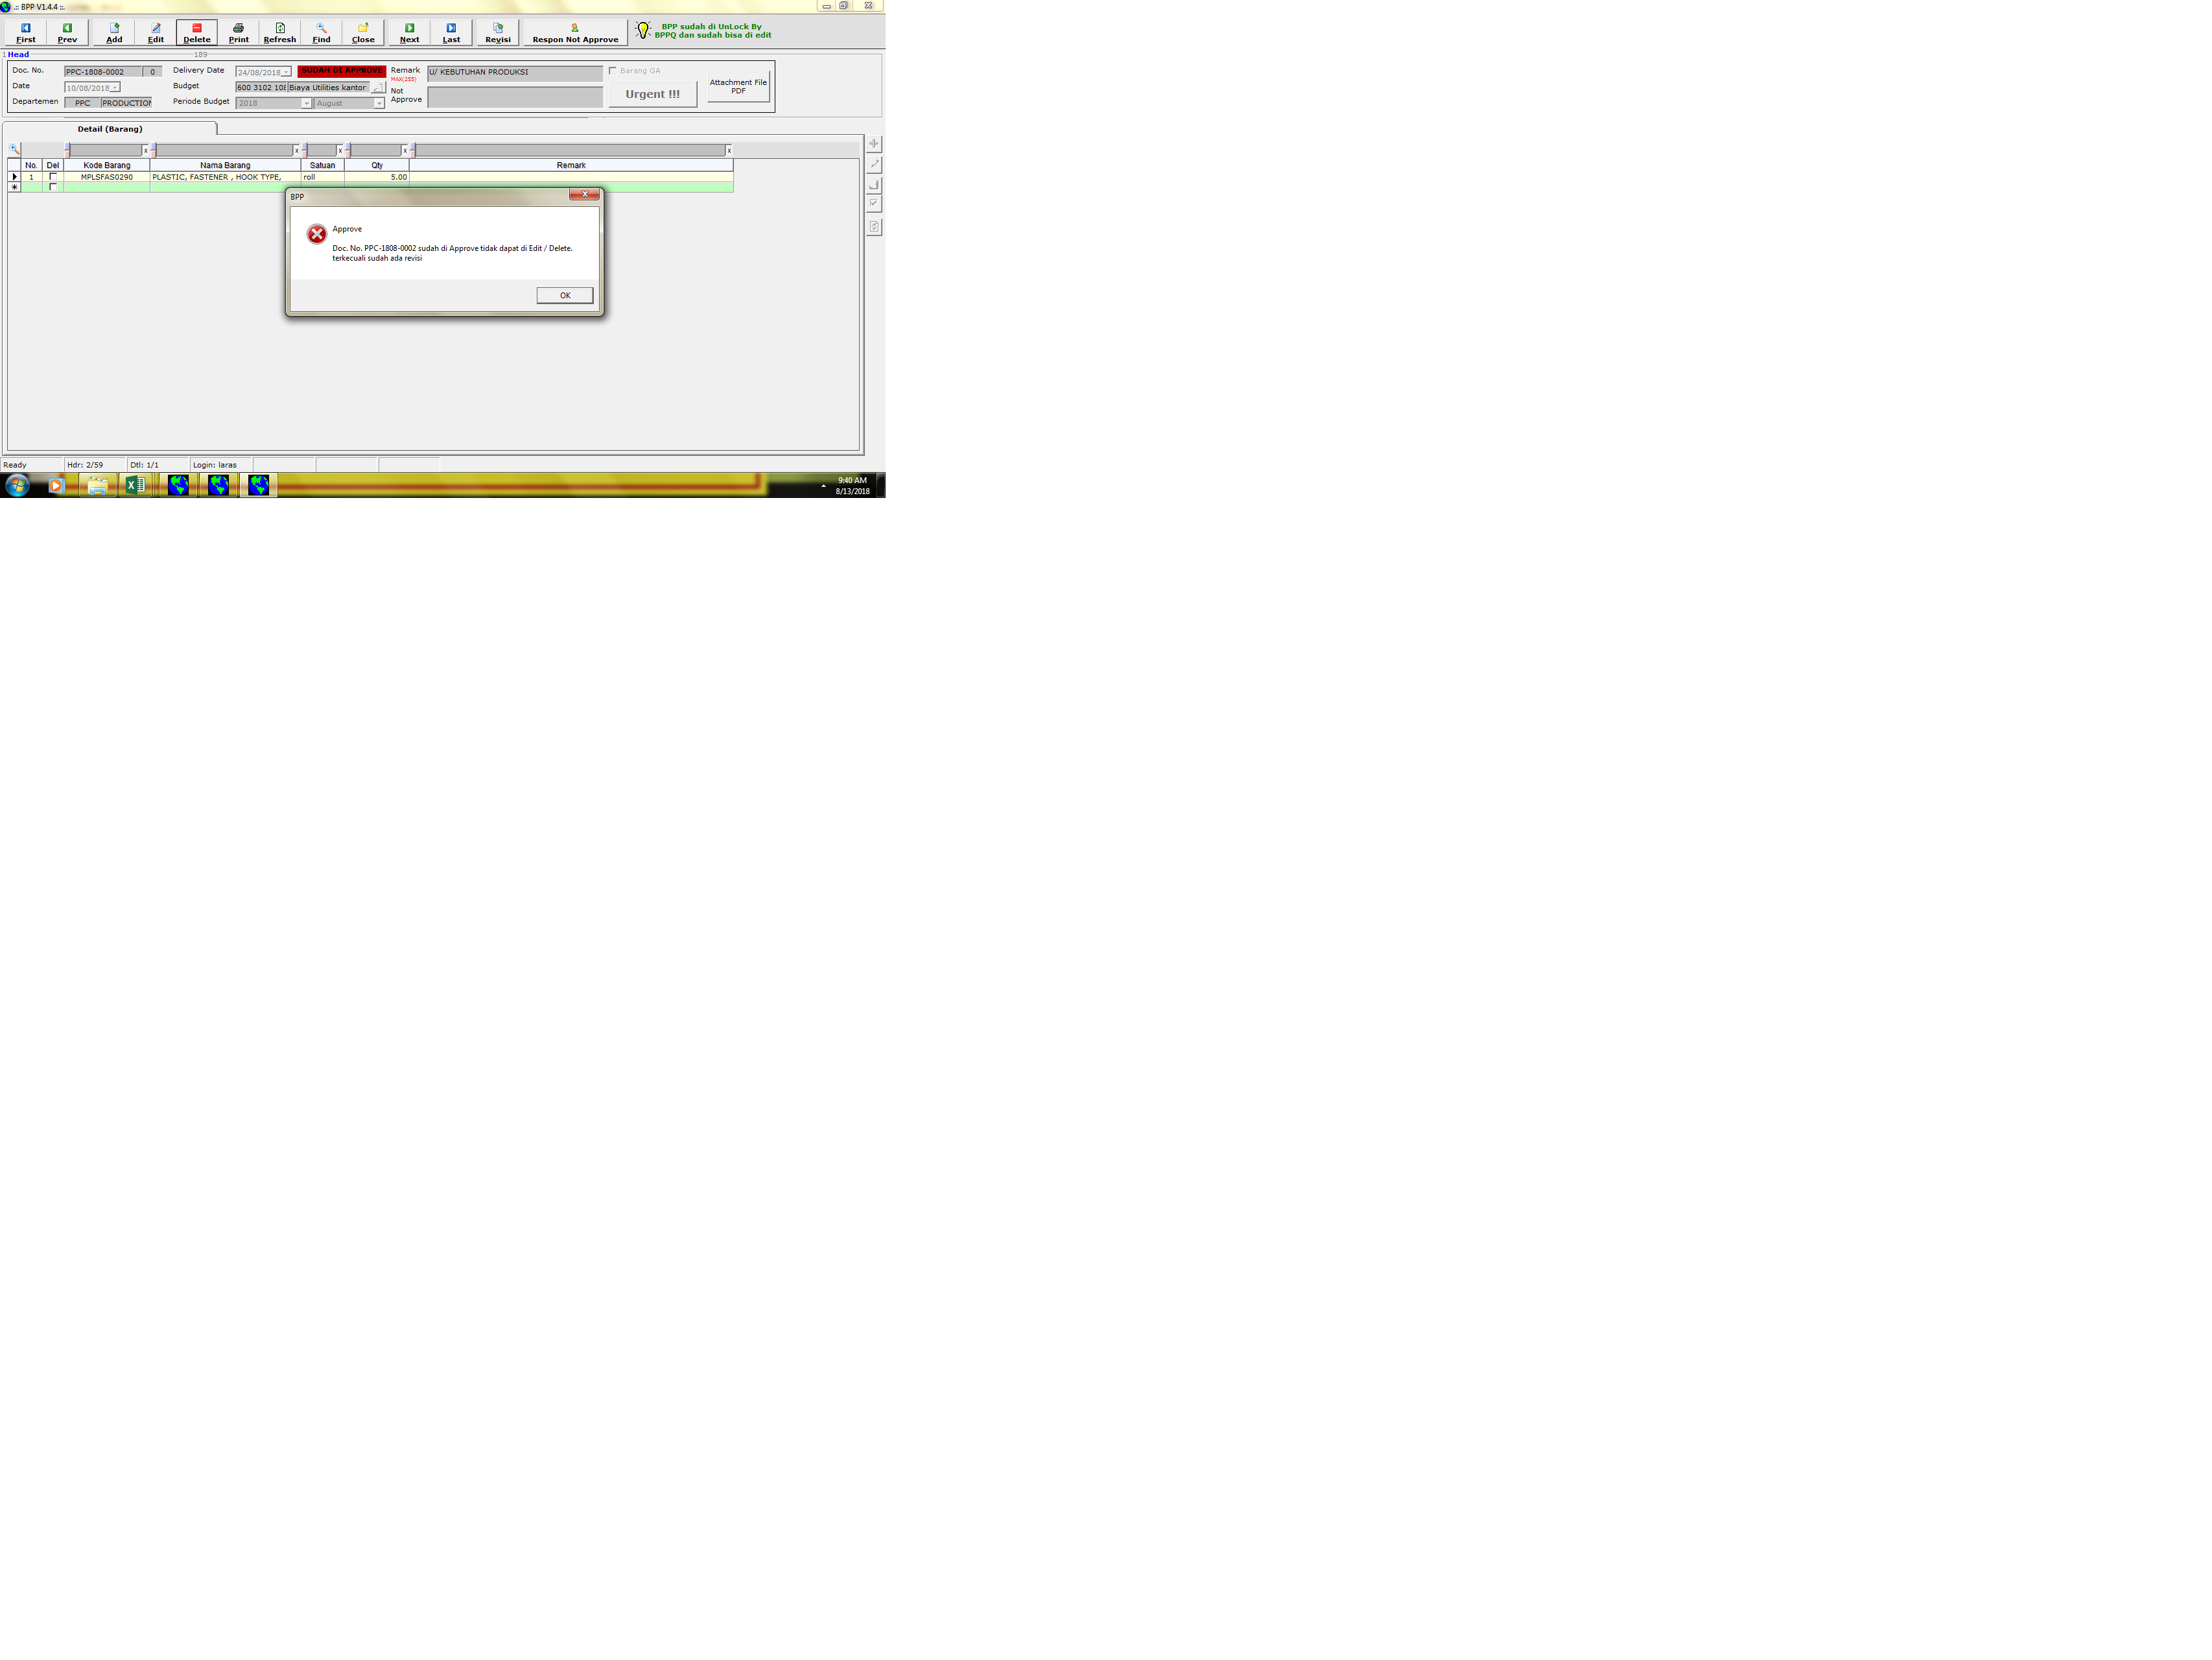 .:: BPP V1.4.4 ::.
First Prev Add Edit Delete Print Refresh Find Close Next Last Revisi Respon Not Approve
BPP sudah di UnLock By
BPPQ dan sudah bisa di edit
1 Head 189
Doc. No. PPC-1808-0002 0 Delivery Date 24/08/2018 SUDAH DI APPROVE Remark U/ KEBUTUHAN PRODUKSI Barang GA
MAX(255)
Date 10/08/2018 Budget 600 3102 108 Biaya Utilities kantor Not Approve Urgent !!! Attachment File PDF
Departemen PPC PRODUCTION Periode Budget 2018 August
Detail (Barang)
x x x x x
No. Del Kode Barang Nama Barang Satuan Qty Remark
1 MPLSFAS0290 PLASTIC, FASTENER , HOOK TYPE, roll 5.00
BPP
Approve
Doc. No. PPC-1808-0002 sudah di Approve tidak dapat di Edit / Delete.
terkecuali sudah ada revisi
OK
Ready Hdr: 2/59 Dtl: 1/1 Login: laras
9:40 AM
8/13/2018